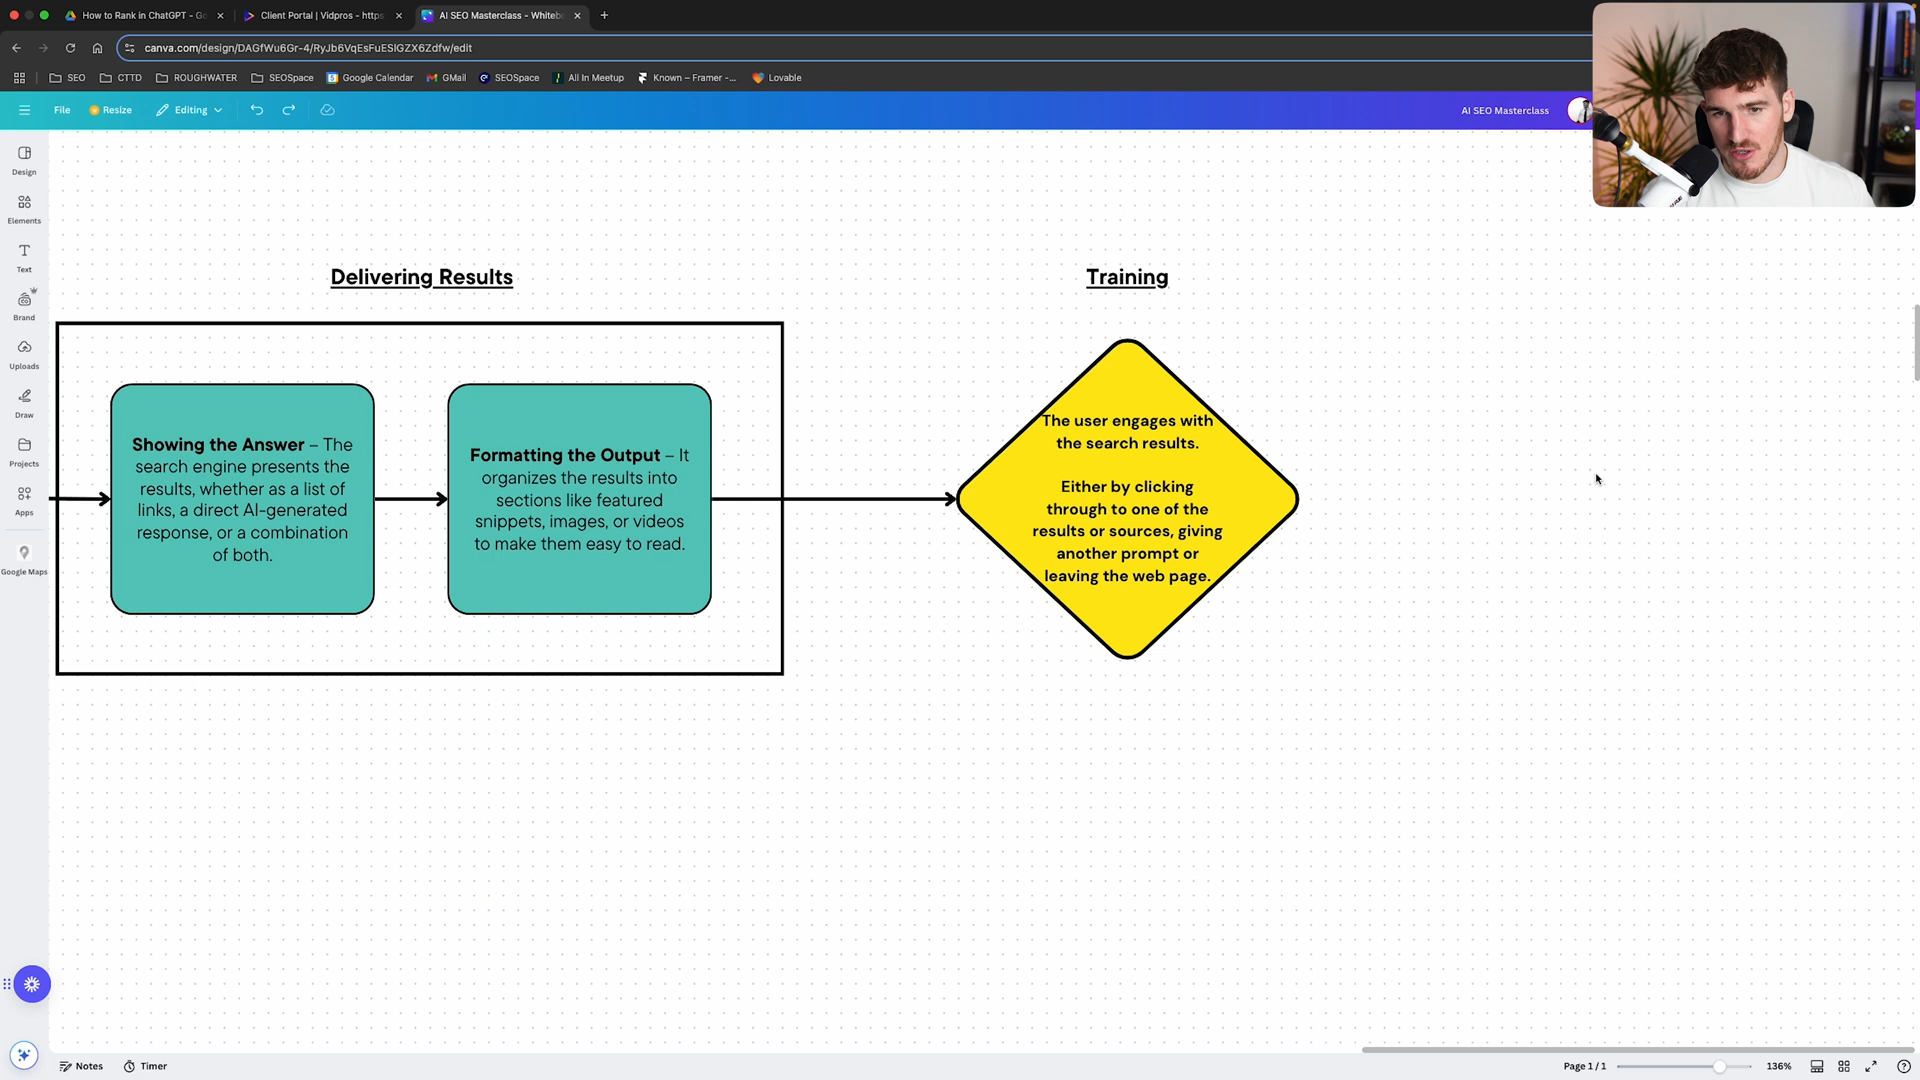 How to Rank in ChatGPT - Go
Client Portal | Vidpros - https
AI SEO Masterclass - Whitebo
canva.com/design/DAGfWu6Gr-4/RyJb6VqEsFuESlGZX6Zdfw/edit
SEO
CTTD
ROUGHWATER
SEOSpace
Google Calendar
GMail
SEOSpace
All In Meetup
Known – Framer -...
Lovable
File
Resize
Editing
AI SEO Masterclass
Design
Elements
Text
Brand
Uploads
Draw
Projects
Apps
Google Maps
Delivering Results
Showing the Answer – The
search engine presents the
results, whether as a list of
links, a direct AI-generated
response, or a combination
of both.
Formatting the Output – It
organizes the results into
sections like featured
snippets, images, or videos
to make them easy to read.
Training
The user engages with
the search results.
Either by clicking
through to one of the
results or sources, giving
another prompt or
leaving the web page.
Notes
Timer
Page 1 / 1
136%